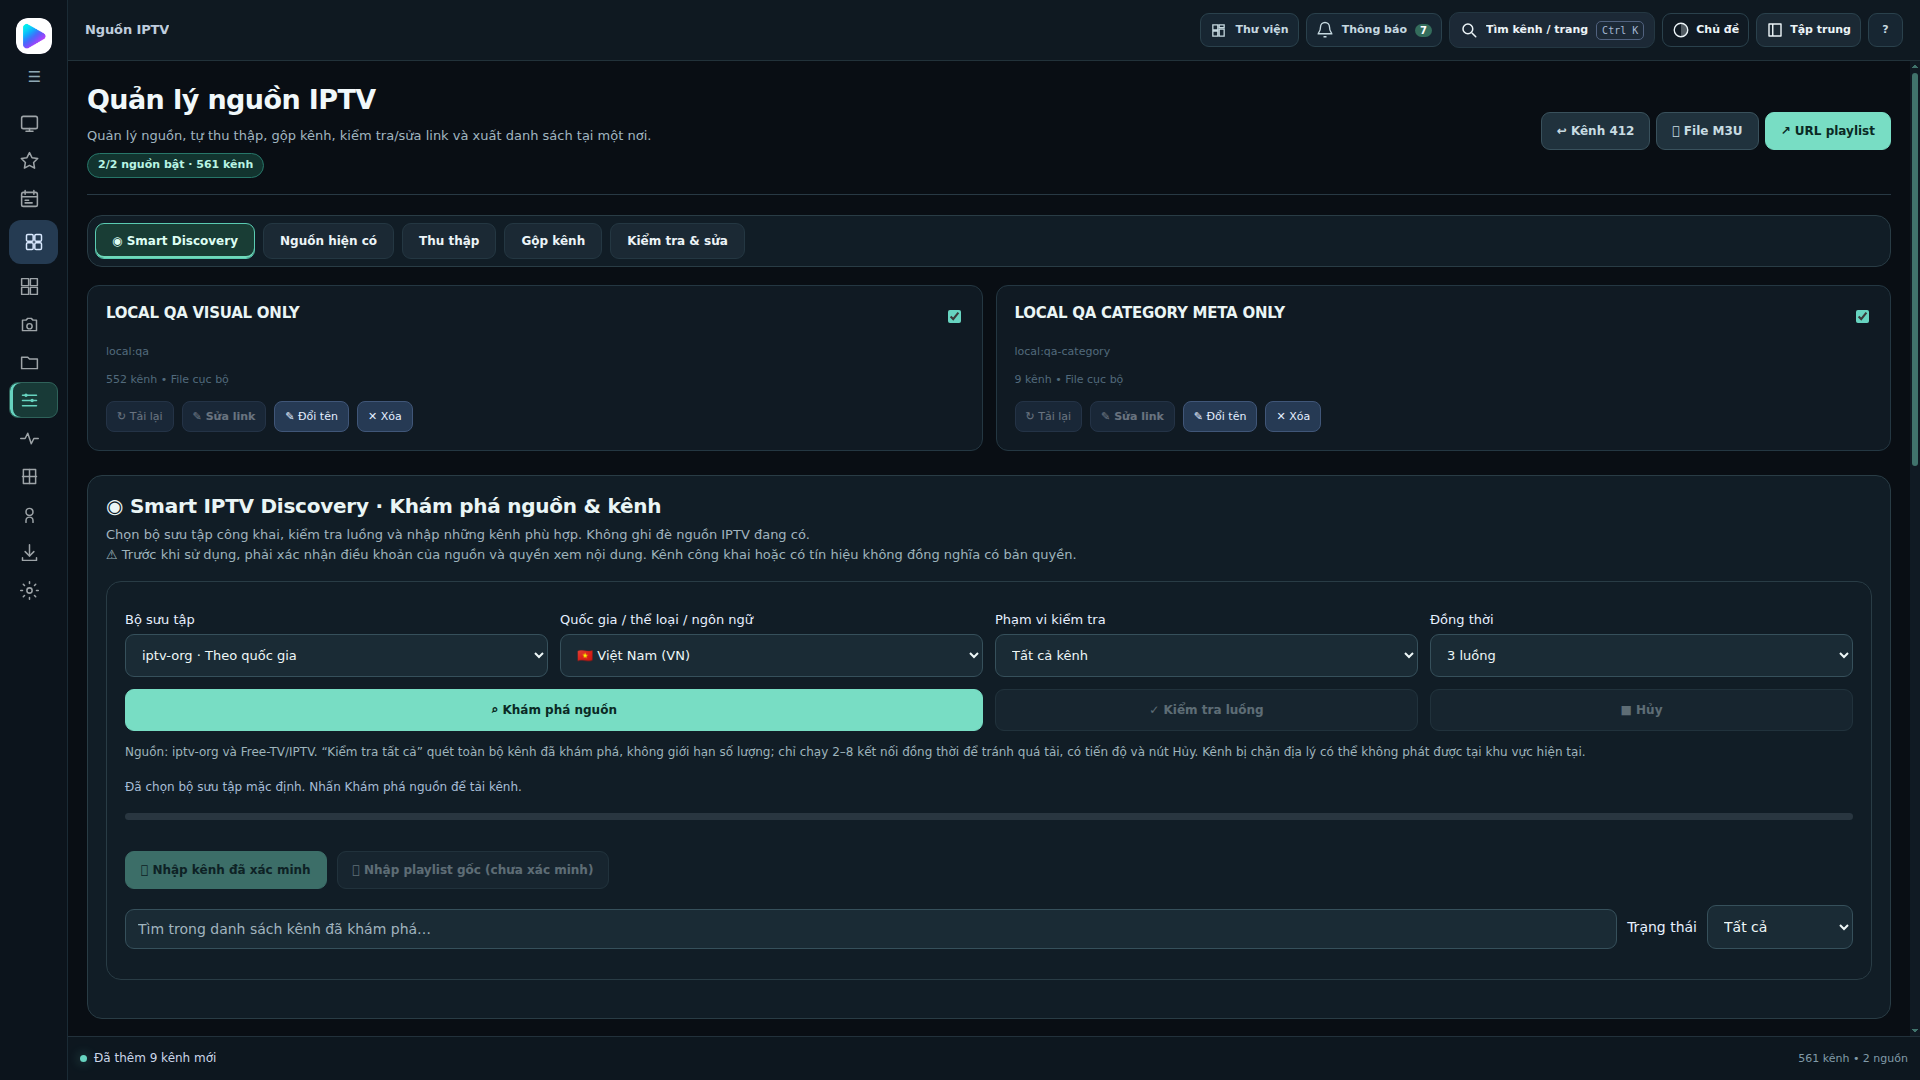 Nguồn IPTV
Thư viện
Thông báo 7
Tìm kênh / trang Ctrl K
Chủ đề
Tập trung
?
Quản lý nguồn IPTV
Quản lý nguồn, tự thu thập, gộp kênh, kiểm tra/sửa link và xuất danh sách tại một nơi.
2/2 nguồn bật · 561 kênh
↩ Kênh 412
File M3U
↗ URL playlist
◉ Smart Discovery
Nguồn hiện có
Thu thập
Gộp kênh
Kiểm tra & sửa
LOCAL QA VISUAL ONLY
local:qa
552 kênh • File cục bộ
↻ Tải lại
✎ Sửa link
✎ Đổi tên
✕ Xóa
LOCAL QA CATEGORY META ONLY
local:qa-category
9 kênh • File cục bộ
↻ Tải lại
✎ Sửa link
✎ Đổi tên
✕ Xóa
◉ Smart IPTV Discovery · Khám phá nguồn & kênh
Chọn bộ sưu tập công khai, kiểm tra luồng và nhập những kênh phù hợp. Không ghi đè nguồn IPTV đang có.
⚠ Trước khi sử dụng, phải xác nhận điều khoản của nguồn và quyền xem nội dung. Kênh công khai hoặc có tín hiệu không đồng nghĩa có bản quyền.
Bộ sưu tập
Quốc gia / thể loại / ngôn ngữ
Phạm vi kiểm tra
Đồng thời
iptv-org · Theo quốc gia
🇻🇳 Việt Nam (VN)
Tất cả kênh
3 luồng
⌕ Khám phá nguồn
✓ Kiểm tra luồng
■ Hủy
Nguồn: iptv-org và Free-TV/IPTV. “Kiểm tra tất cả” quét toàn bộ kênh đã khám phá, không giới hạn số lượng; chỉ chạy 2–8 kết nối đồng thời để tránh quá tải, có tiến độ và nút Hủy. Kênh bị chặn địa lý có thể không phát được tại khu vực hiện tại.
Đã chọn bộ sưu tập mặc định. Nhấn Khám phá nguồn để tải kênh.
Nhập kênh đã xác minh
Nhập playlist gốc (chưa xác minh)
Tìm trong danh sách kênh đã khám phá...
Trạng thái
Tất cả
Đã thêm 9 kênh mới
561 kênh • 2 nguồn